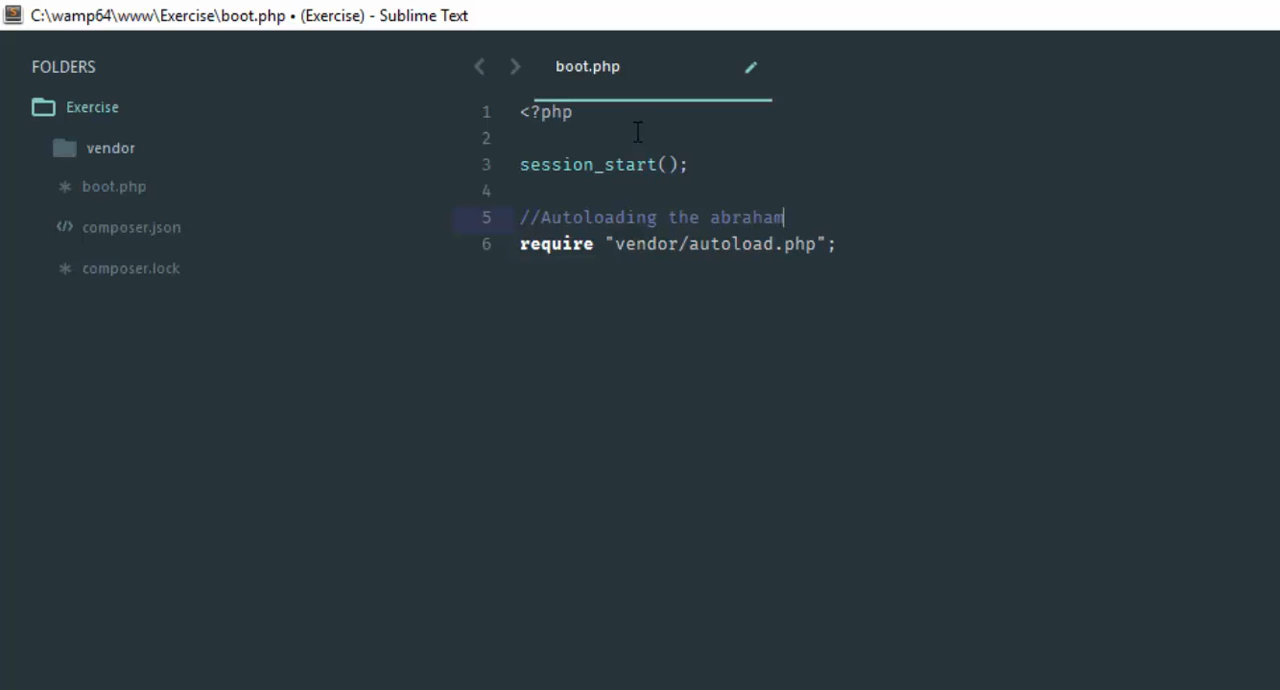 C:\wamp64\www\Exercise\boot.php • (Exercise) - Sublime Text
FOLDERS
Exercise
vendor
boot.php
composer.json
composer.lock
boot.php
1 <?php
2
3 session_start();
4
5 //Autoloading the abraham
6 require "vendor/autoload.php";